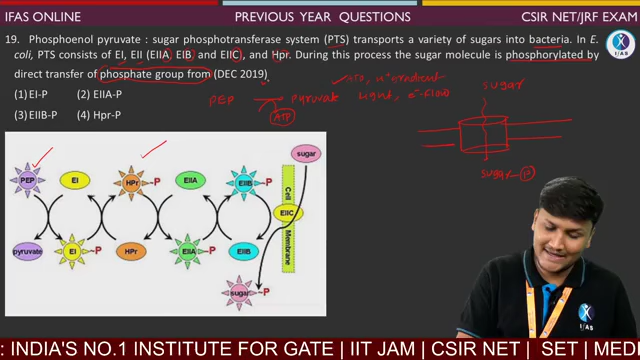 IFAS ONLINE PREVIOUS YEAR QUESTIONS CSIR NET/JRF EXAM
19. Phosphoenol pyruvate : sugar phosphotransferase system (PTS) transports a variety of sugars into bacteria. In E.
coli, PTS consists of EI, EII (EIIA EIB and EIIC), and Hpr. During this process the sugar molecule is phosphorylated by
direct transfer of phosphate group from (DEC 2019)
(1) EI-P (2) EIIA-P
(3) EIIB-P (4) Hpr-P
PEP pyruvate
ATP
sugar
sugar-P
IFAS
PEP EI HPr ~P EIIA EIIB ~P
sugar
Cell
EIIC
Membrane
pyruvate EI ~P HPr EIIA ~P EIIB
sugar ~P
IFAS
: INDIA'S NO.1 INSTITUTE FOR GATE | IIT JAM | CSIR NET | SET | MED